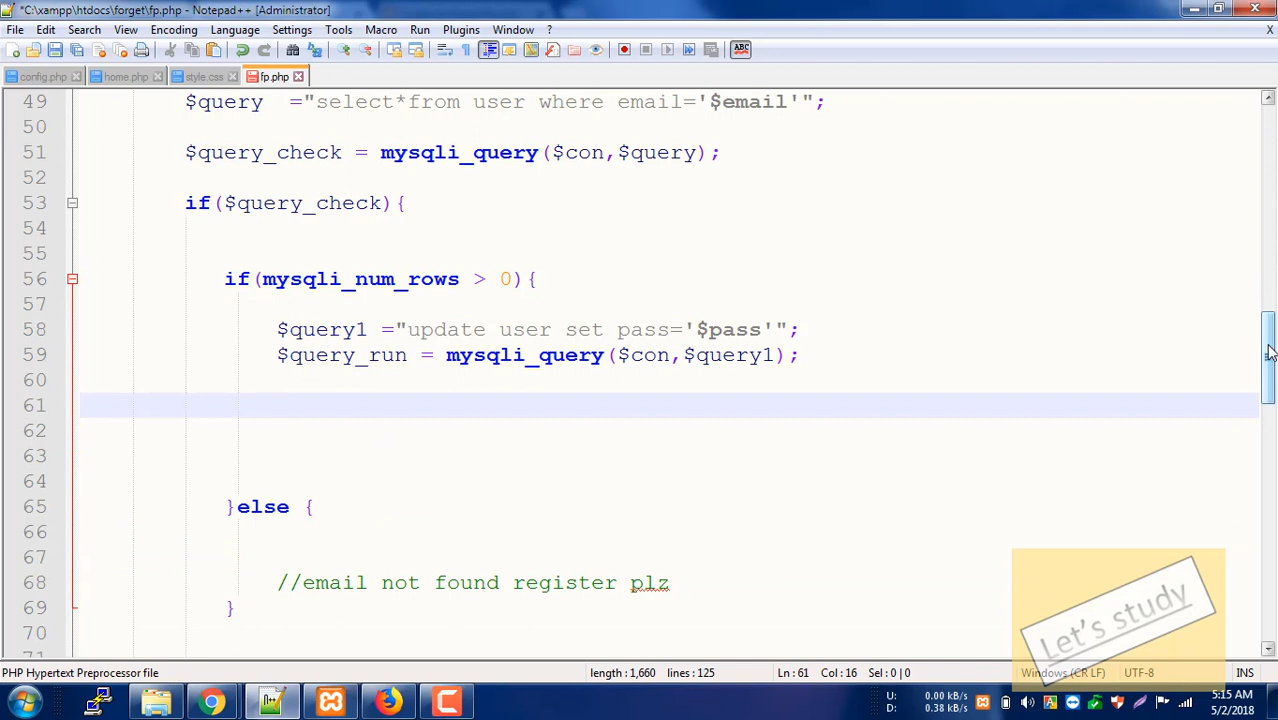 *C:\xampp\htdocs\forget\fp.php - Notepad++ [Administrator]
File Edit Search View Encoding Language Settings Tools Macro Run Plugins Window ? X
ABC
config.php home.php style.css fp.php
49 $query ="select*from user where email='$email'";
50
51 $query_check = mysqli_query($con,$query);
52
53 if($query_check){
54
55
56 if(mysqli_num_rows > 0){
57
58 $query1 ="update user set pass='$pass'";
59 $query_run = mysqli_query($con,$query1);
60
61
62
63
64
65 }else {
66
67
68 //email not found register plz
69 }
70
71
Let's study
PHP Hypertext Preprocessor file length : 1,660 lines : 125 Ln : 61 Col : 16 Sel : 0 | 0 Windows (CR LF) UTF-8 INS
U: 0.00 kB/s
D: 0.38 kB/s
5:15 AM
5/2/2018